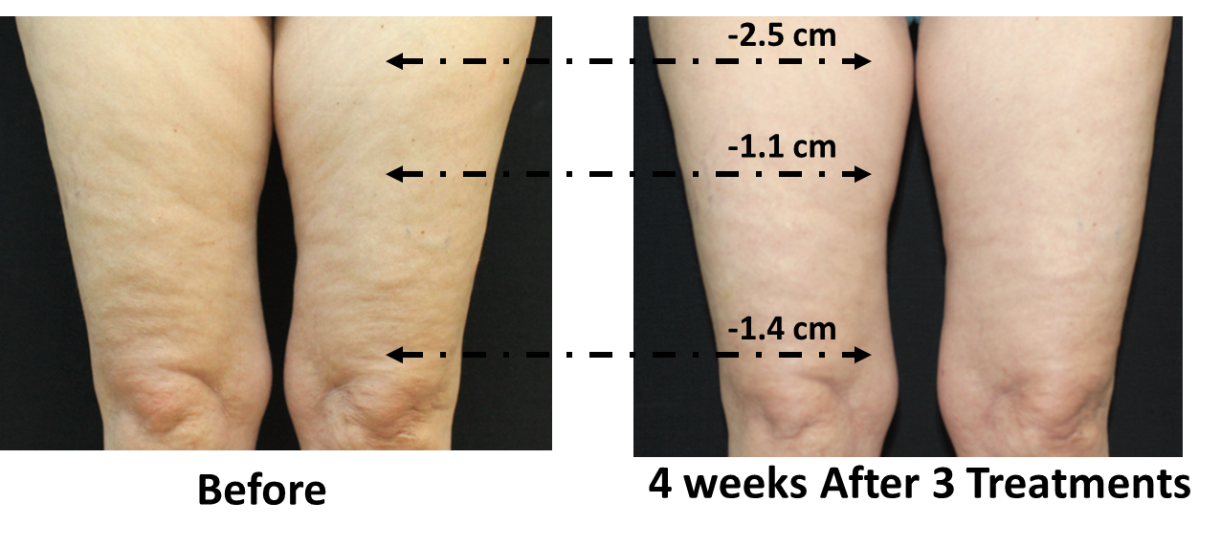 -2.5 cm
-1.1 cm
-1.4 cm
Before
4 weeks After 3 Treatments